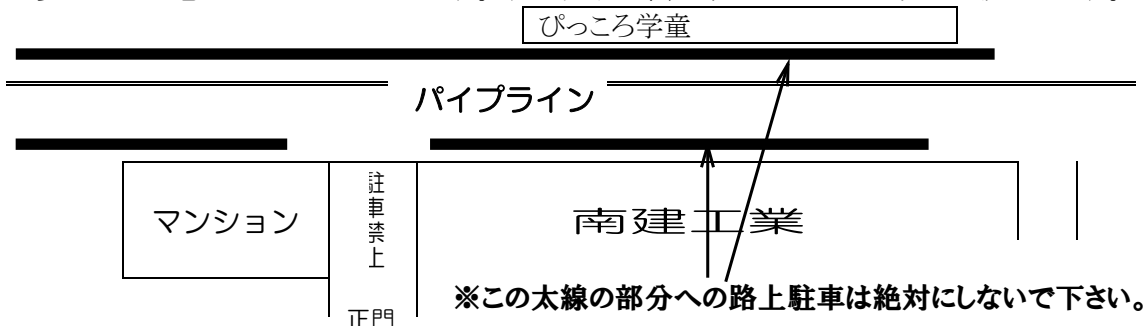 ぴっころ学童
パイプライン
マンション
駐車禁止
南建工業
※この太線の部分への路上駐車は絶対にしないで下さい。
正門